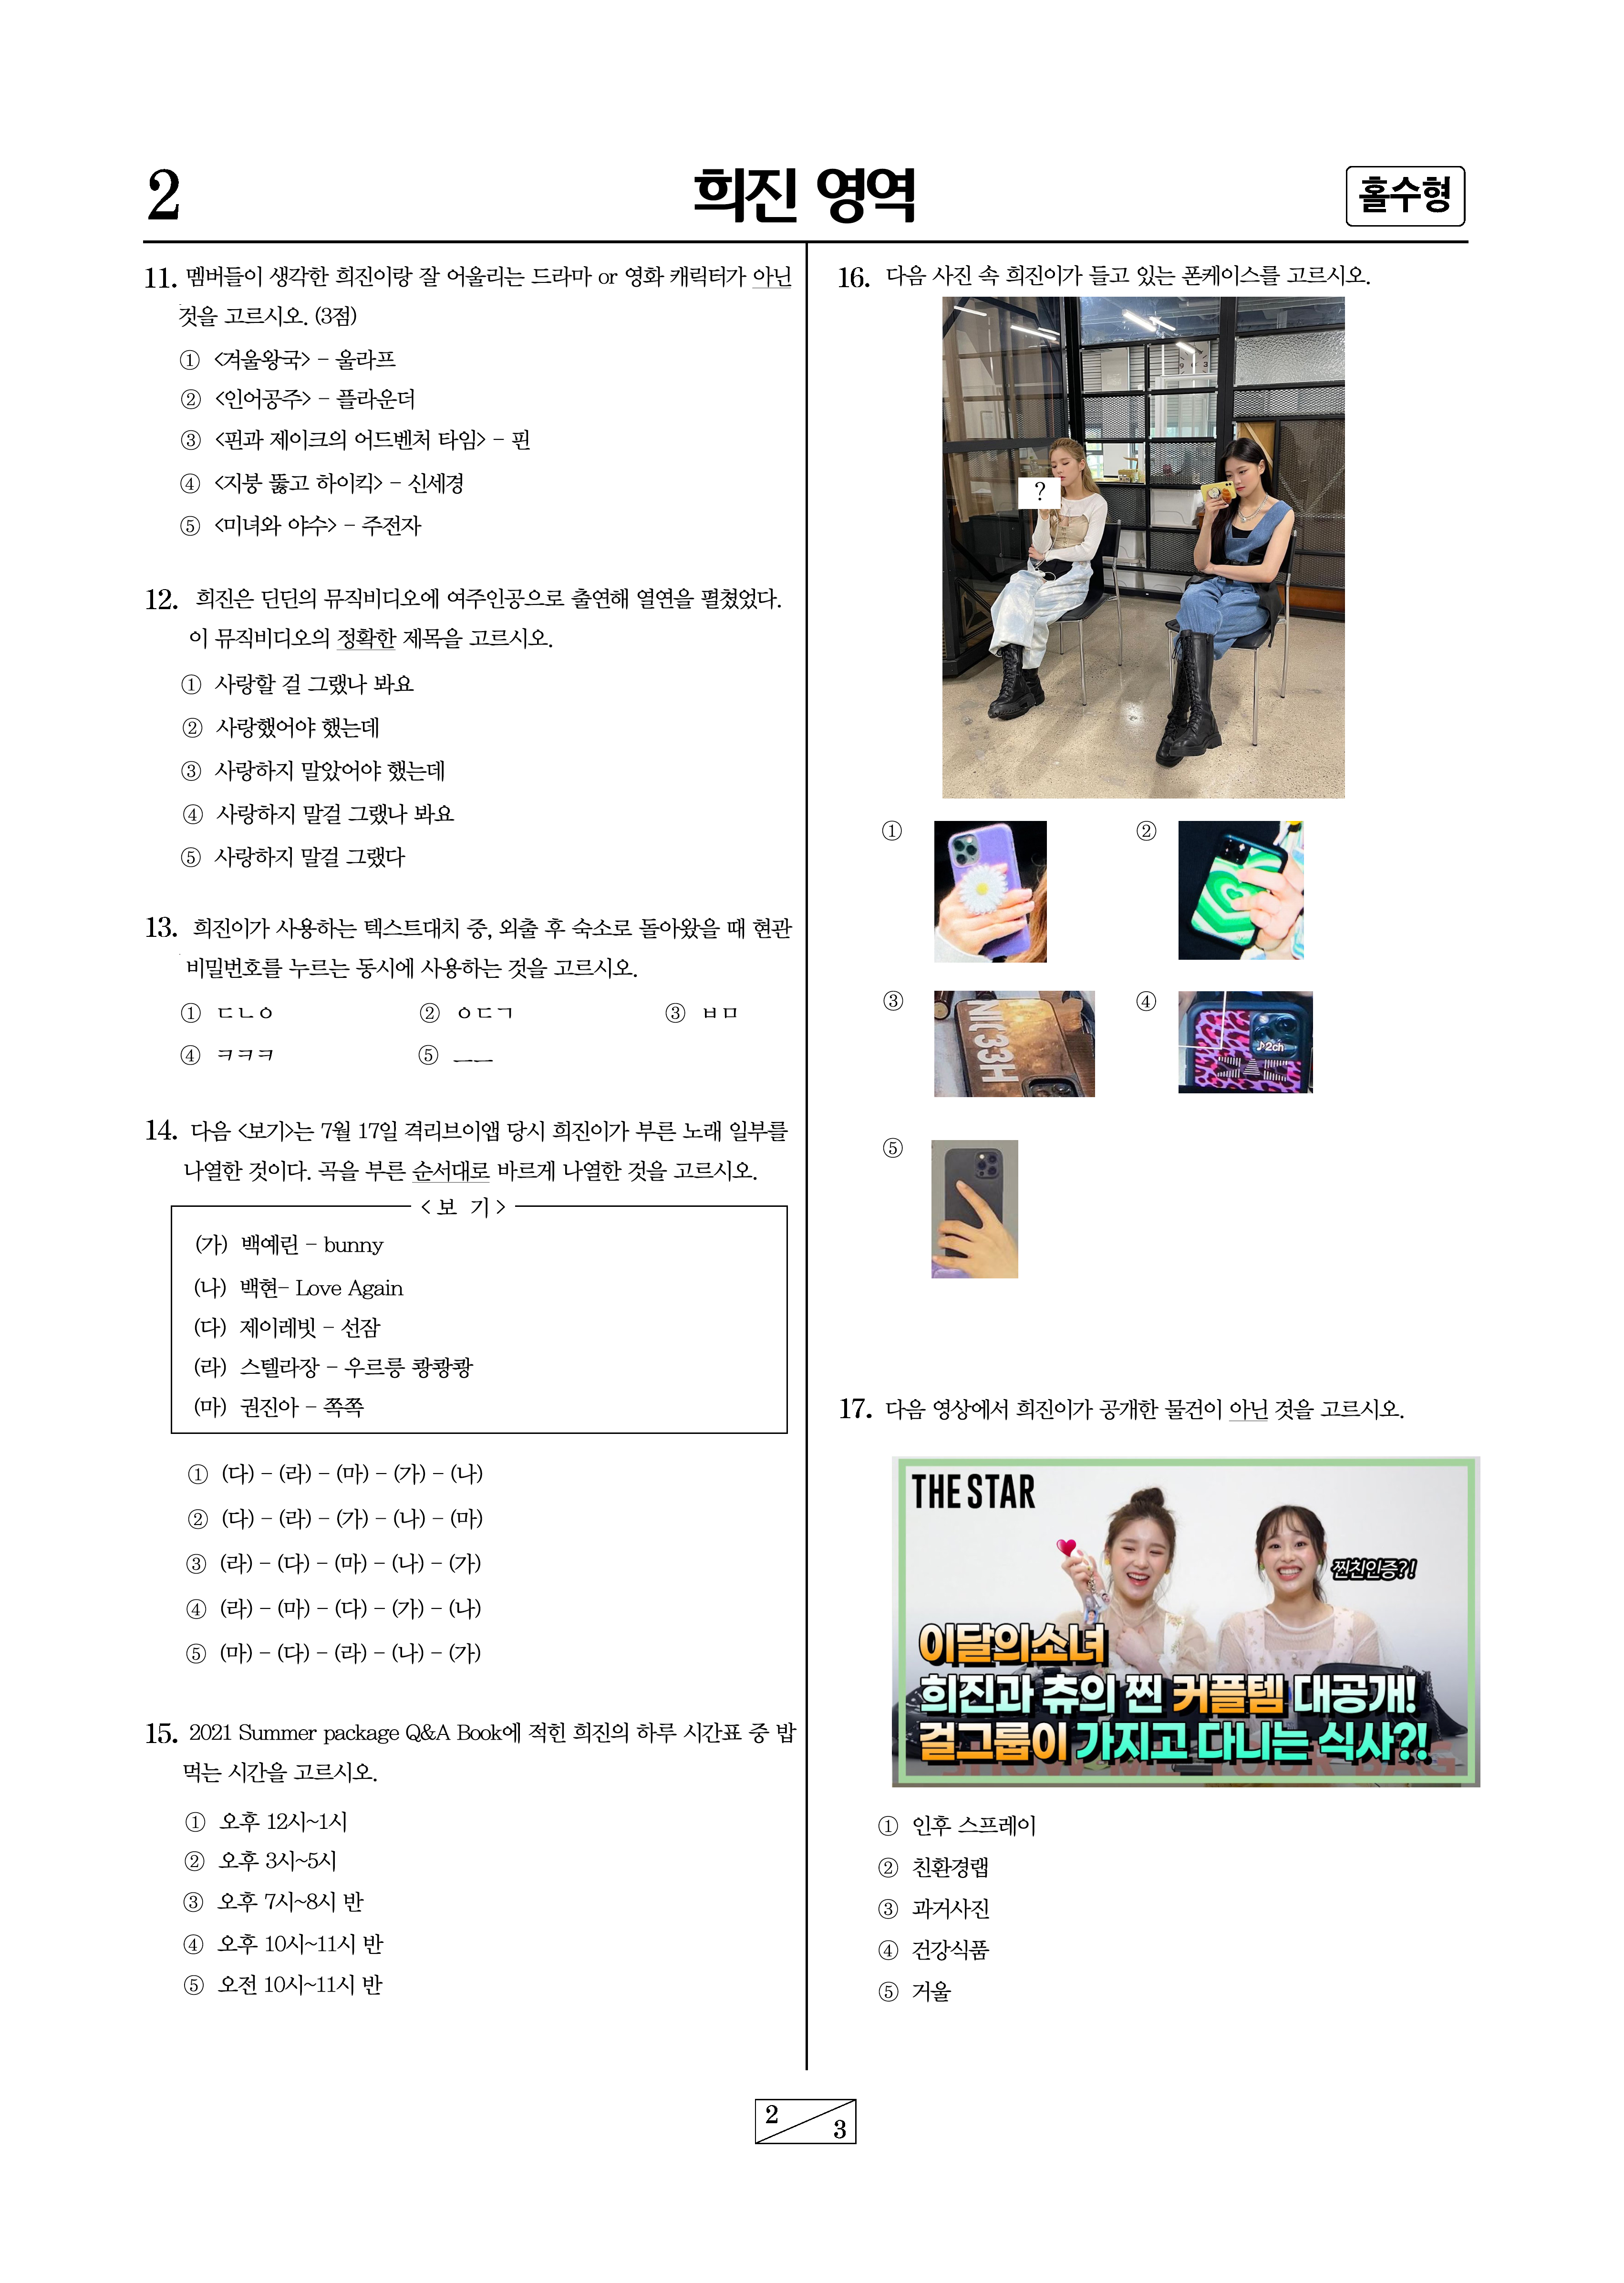 2
희진 영역
홀수형
11. 멤버들이 생각한 희진이랑 잘 어울리는 드라마 or 영화 캐릭터가 아닌
것을 고르시오. (3점)
① <겨울왕국> - 울라프
② <인어공주> - 플라운더
③ <핀과 제이크의 어드벤처 타임> - 핀
④ <지붕 뚫고 하이킥> - 신세경
⑤ <미녀와 야수> - 주전자
12. 희진은 딘딘의 뮤직비디오에 여주인공으로 출연해 열연을 펼쳤었다.
이 뮤직비디오의 정확한 제목을 고르시오.
① 사랑할 걸 그랬나 봐요
② 사랑했어야 했는데
③ 사랑하지 말았어야 했는데
④ 사랑하지 말걸 그랬나 봐요
⑤ 사랑하지 말걸 그랬다
13. 희진이가 사용하는 텍스트대치 중, 외출 후 숙소로 돌아왔을 때 현관
비밀번호를 누르는 동시에 사용하는 것을 고르시오.
① ㄷㄴㅇ ② ㅇㄷㄱ ③ ㅂㅁ
④ ㅋㅋㅋ ⑤ ㅡㅡ
14. 다음 <보기>는 7월 17일 격리브이앱 당시 희진이가 부른 노래 일부를
나열한 것이다. 곡을 부른 순서대로 바르게 나열한 것을 고르시오.
< 보 기 >
(가) 백예린 - bunny
(나) 백현- Love Again
(다) 제이레빗 - 선잠
(라) 스텔라장 - 우르릉 쾅쾅쾅
(마) 권진아 - 쪽쪽
① (다) - (라) - (마) - (가) - (나)
② (다) - (라) - (가) - (나) - (마)
③ (라) - (다) - (마) - (나) - (가)
④ (라) - (마) - (다) - (가) - (나)
⑤ (마) - (다) - (라) - (나) - (가)
15. 2021 Summer package Q&A Book에 적힌 희진의 하루 시간표 중 밥
먹는 시간을 고르시오.
① 오후 12시~1시
② 오후 3시~5시
③ 오후 7시~8시 반
④ 오후 10시~11시 반
⑤ 오전 10시~11시 반
16. 다음 사진 속 희진이가 들고 있는 폰케이스를 고르시오.
?
① ②
③ ④
♪2ch
⑤
17. 다음 영상에서 희진이가 공개한 물건이 아닌 것을 고르시오.
THE STAR
찐친인증?!
이달의소녀
희진과 츄의 찐 커플템 대공개!
걸그룹이 가지고 다니는 식사?!
① 인후 스프레이
② 친환경랩
③ 과거사진
④ 건강식품
⑤ 거울
2
3